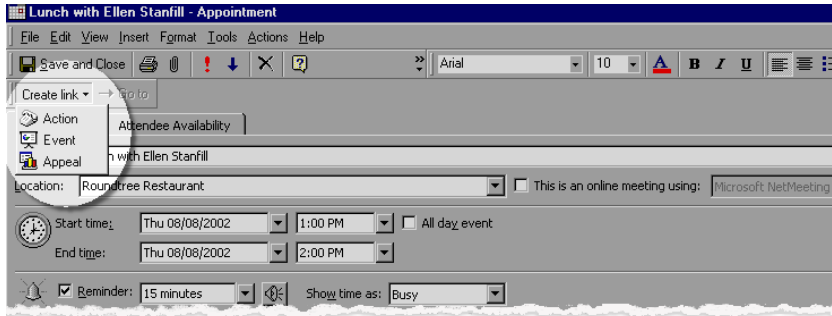 Lunch with Ellen Stanfill - Appointment
File Edit View Insert Format Tools Actions Help
Save and Close Arial 10 A B I U
Create link Go to
Action
Attendee Availability
Event
Appeal
with Ellen Stanfill
Location: Roundtree Restaurant This is an online meeting using: Microsoft NetMeeting
Start time: Thu 08/08/2002 1:00 PM All day event
End time: Thu 08/08/2002 2:00 PM
Reminder: 15 minutes Show time as: Busy